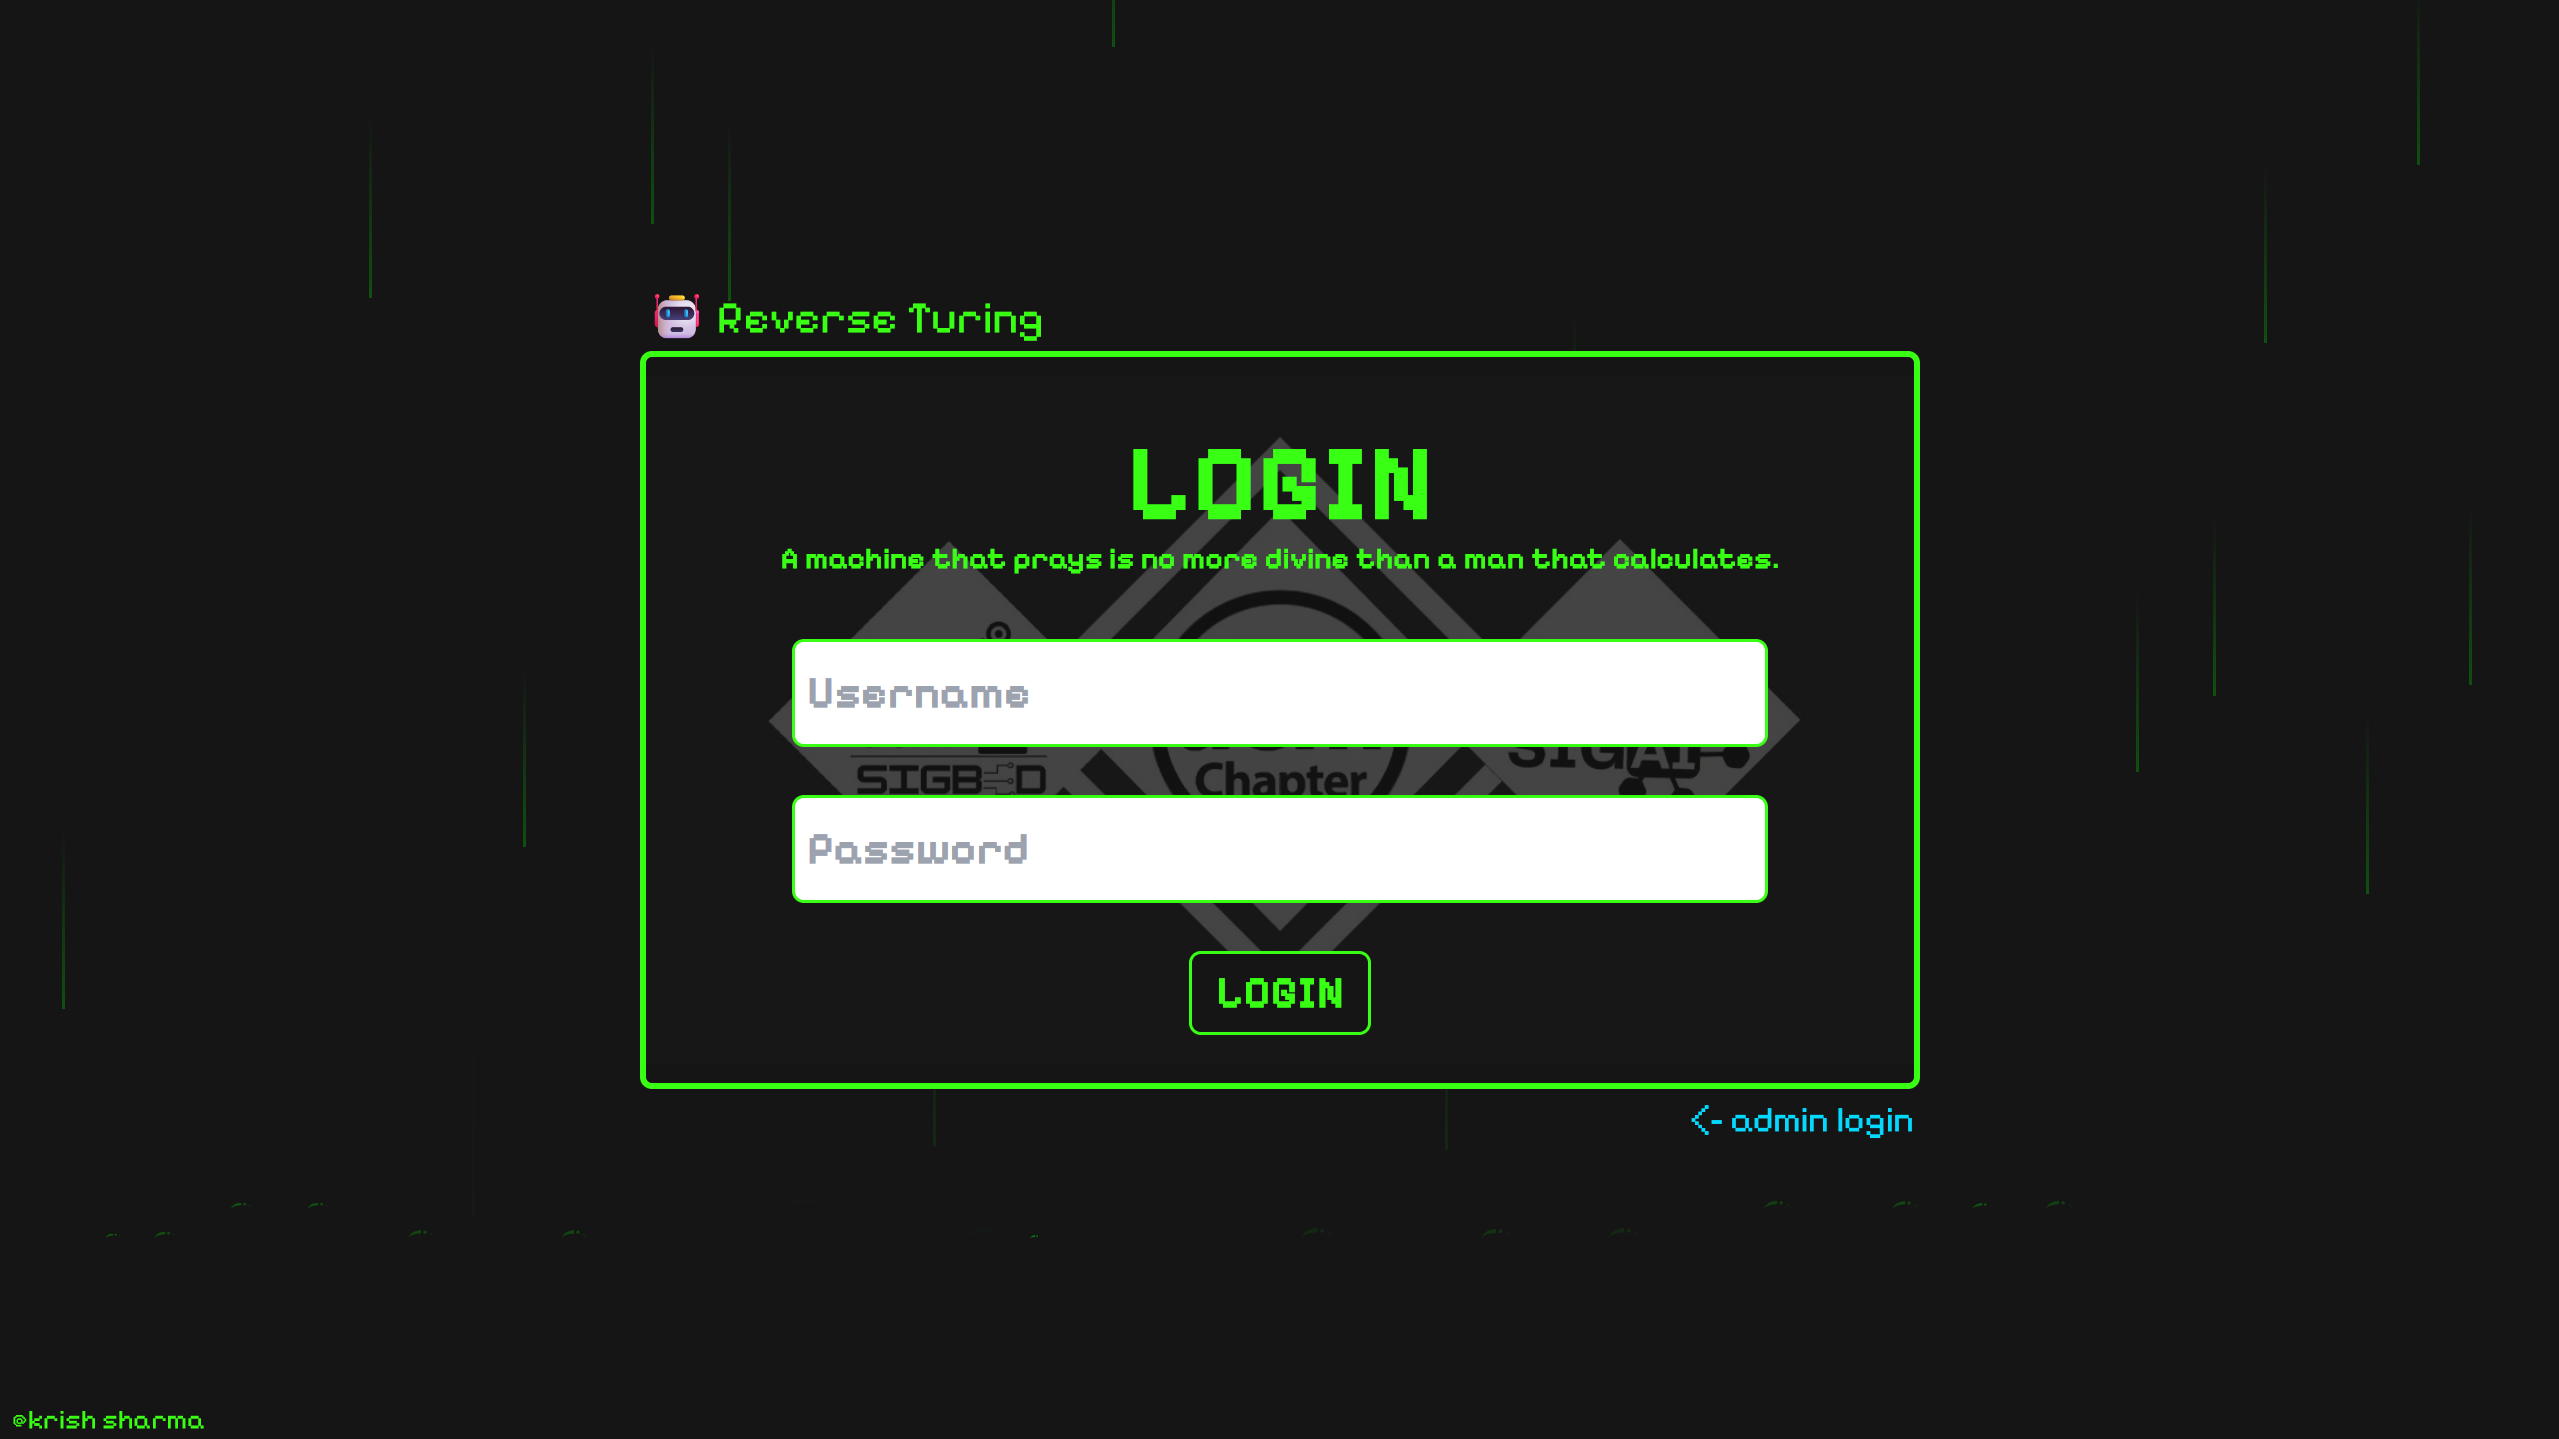 Reverse Turing
LOGIN
A machine that prays is no more divine than a man that calculates.
Username
SIGAI
SIGB
Chapter
Password
LOGIN
<- admin login
@krish sharma